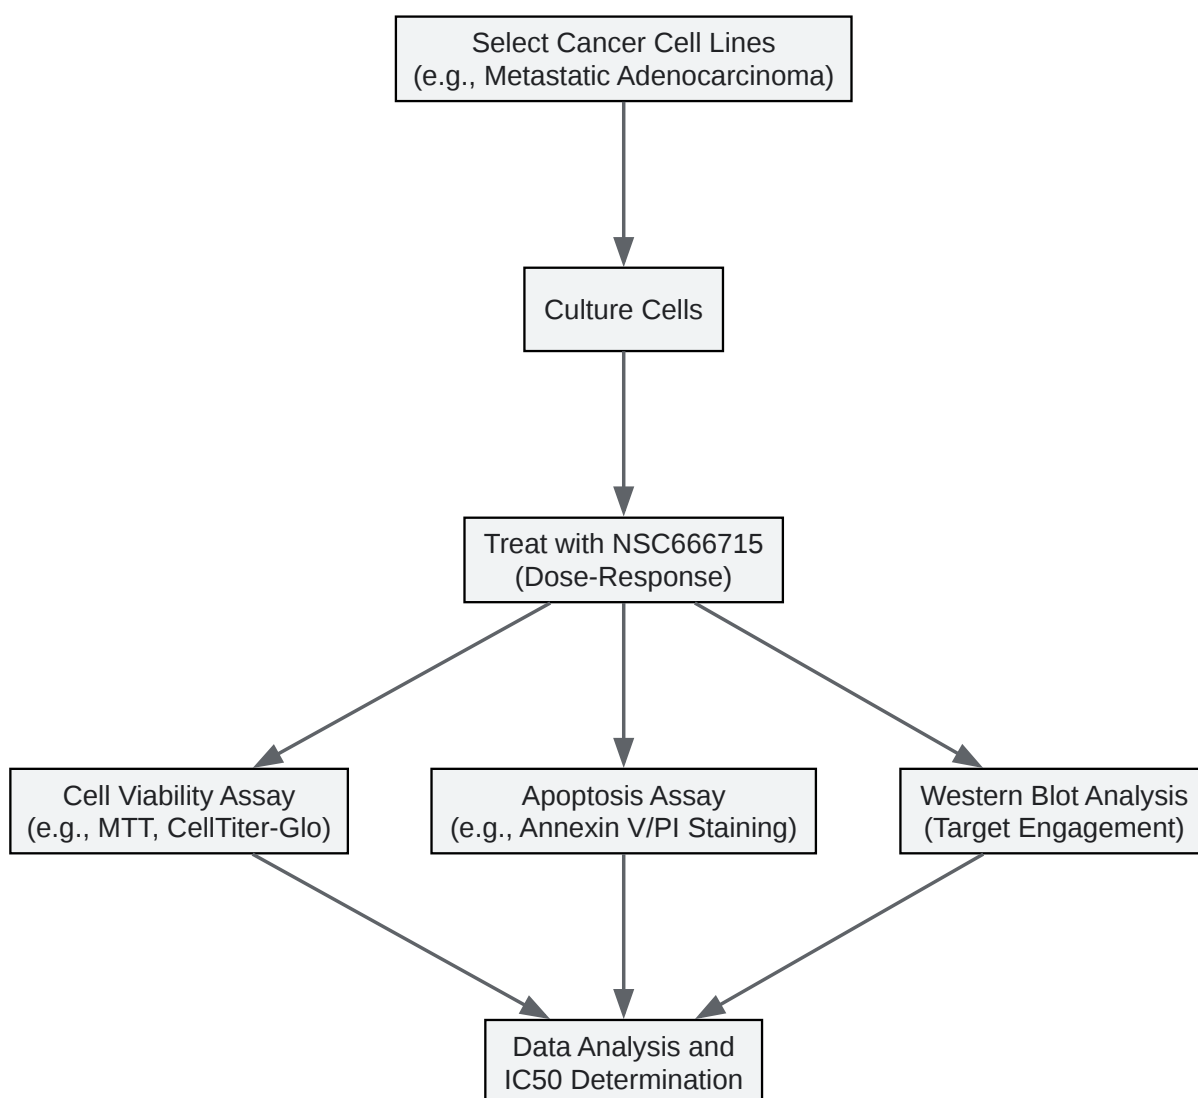 Select Cancer Cell Lines
(e.g., Metastatic Adenocarcinoma)
Culture Cells
Treat with NSC666715
(Dose-Response)
Cell Viability Assay
(e.g., MTT, CellTiter-Glo)
Apoptosis Assay
(e.g., Annexin V/PI Staining)
Western Blot Analysis
(Target Engagement)
Data Analysis and
IC50 Determination